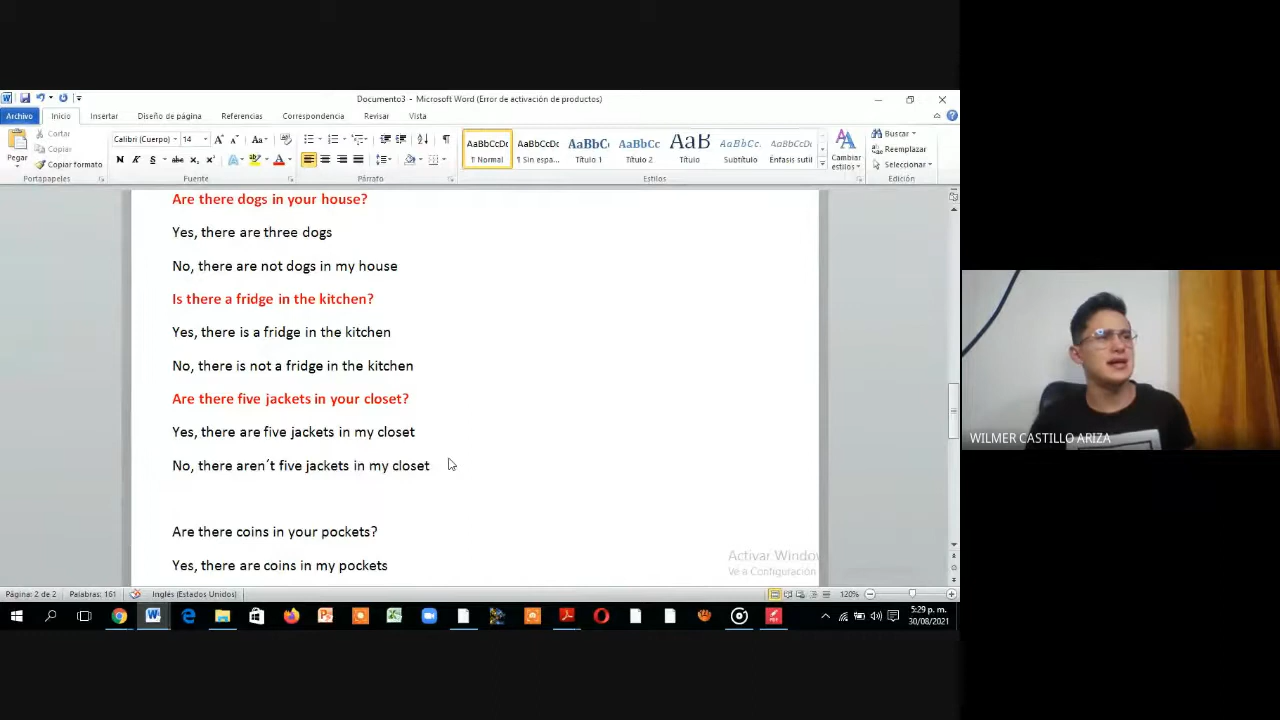 Documento3 - Microsoft Word (Error de activación de productos)
Archivo Inicio Insertar Diseño de página Referencias Correspondencia Revisar Vista
Pegar
Cortar
Copiar
Copiar formato
Portapapeles
Calibri (Cuerpo) 14
Fuente
Párrafo
AaBbCcDc AaBbCcDc AaBbC AaBbCc AaB AaBbCc. AaBbCcDc
¶ Normal ¶ Sin espa... Título 1 Título 2 Título Subtítulo Énfasis sutil
Estilos
Cambiar estilos
Buscar
Reemplazar
Seleccionar
Edición
Are there dogs in your house?
Yes, there are three dogs
No, there are not dogs in my house
Is there a fridge in the kitchen?
Yes, there is a fridge in the kitchen
No, there is not a fridge in the kitchen
Are there five jackets in your closet?
Yes, there are five jackets in my closet
No, there aren´t five jackets in my closet
Are there coins in your pockets?
Yes, there are coins in my pockets
Activar Window
Ve a Configuración
Página: 2 de 2 Palabras: 161 Inglés (Estados Unidos) 120%
5:29 p. m.
30/08/2021
WILMER CASTILLO ARIZA